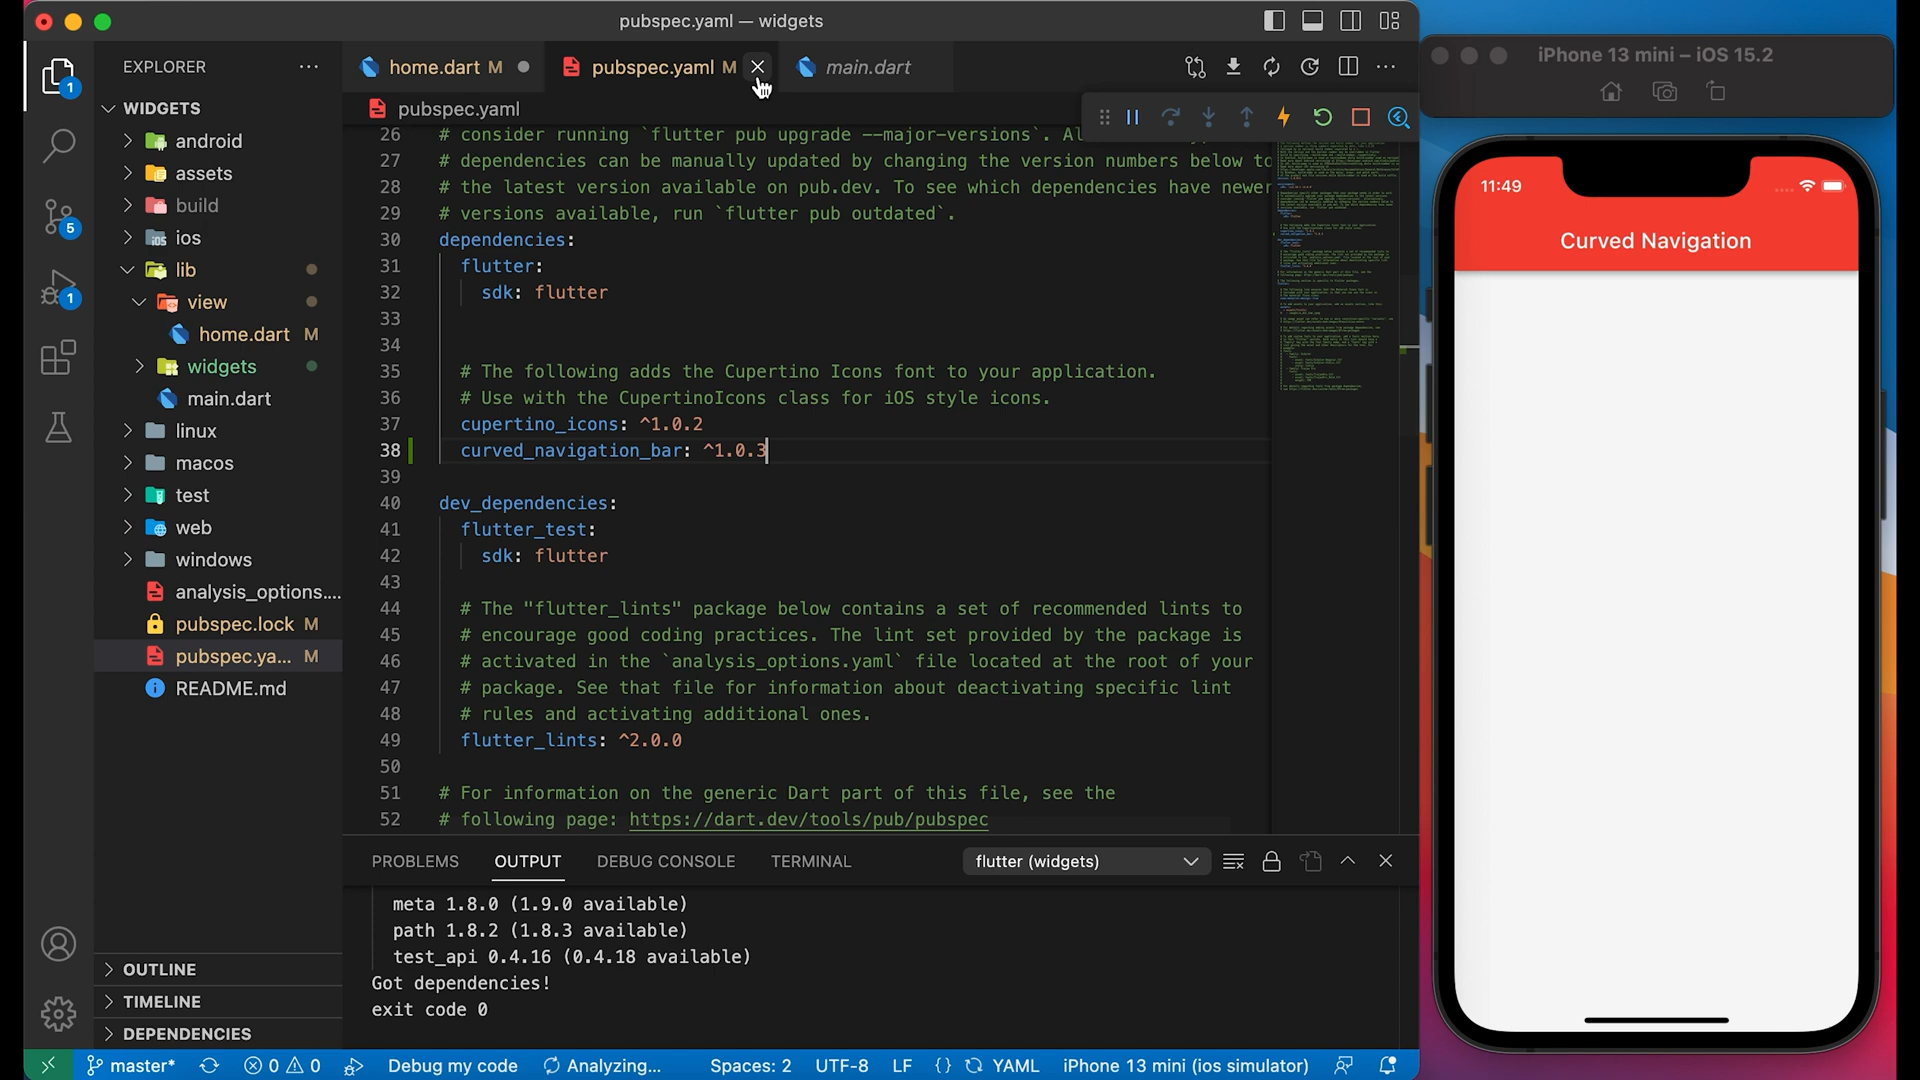 pubspec.yaml — widgets
EXPLORER
home.dart M
pubspec.yaml M
main.dart
WIDGETS
android
assets
build
ios
lib
view
home.dart M
widgets
main.dart
linux
macos
test
web
windows
analysis_options....
pubspec.lock M
pubspec.ya... M
README.md
OUTLINE
TIMELINE
DEPENDENCIES
1
5
1
pubspec.yaml
26 # consider running `flutter pub upgrade --major-versions`. Al
27 # dependencies can be manually updated by changing the version numbers below to
28 # the latest version available on pub.dev. To see which dependencies have newer
29 # versions available, run `flutter pub outdated`.
30 dependencies:
31 flutter:
32 sdk: flutter
33
34
35 # The following adds the Cupertino Icons font to your application.
36 # Use with the CupertinoIcons class for iOS style icons.
37 cupertino_icons: ^1.0.2
38 curved_navigation_bar: ^1.0.3
39
40 dev_dependencies:
41 flutter_test:
42 sdk: flutter
43
44 # The "flutter_lints" package below contains a set of recommended lints to
45 # encourage good coding practices. The lint set provided by the package is
46 # activated in the `analysis_options.yaml` file located at the root of your
47 # package. See that file for information about deactivating specific lint
48 # rules and activating additional ones.
49 flutter_lints: ^2.0.0
50
51 # For information on the generic Dart part of this file, see the
52 # following page: https://dart.dev/tools/pub/pubspec
PROBLEMS OUTPUT DEBUG CONSOLE TERMINAL flutter (widgets)
meta 1.8.0 (1.9.0 available)
path 1.8.2 (1.8.3 available)
test_api 0.4.16 (0.4.18 available)
Got dependencies!
exit code 0
master* 0 0 Debug my code Analyzing... Spaces: 2 UTF-8 LF {} YAML iPhone 13 mini (ios simulator)
iPhone 13 mini – iOS 15.2
11:49
Curved Navigation